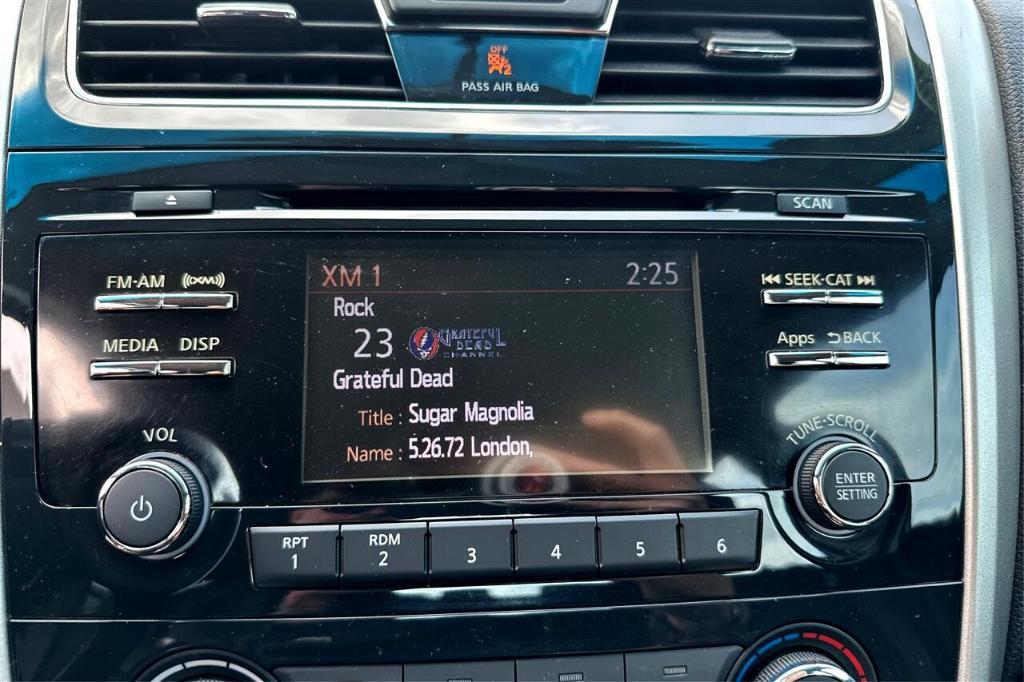 OFF
2
PASS AIR BAG
SCAN
FM·AM ((XM))
XM 1 2:25
SEEK·CAT
Rock
23 GRATEFUL DEAD CHANNEL
MEDIA DISP
Apps BACK
Grateful Dead
Title : Sugar Magnolia
Name : 5.26.72 London,
VOL
TUNE·SCROLL
ENTER
SETTING
RPT
1
RDM
2
3
4
5
6